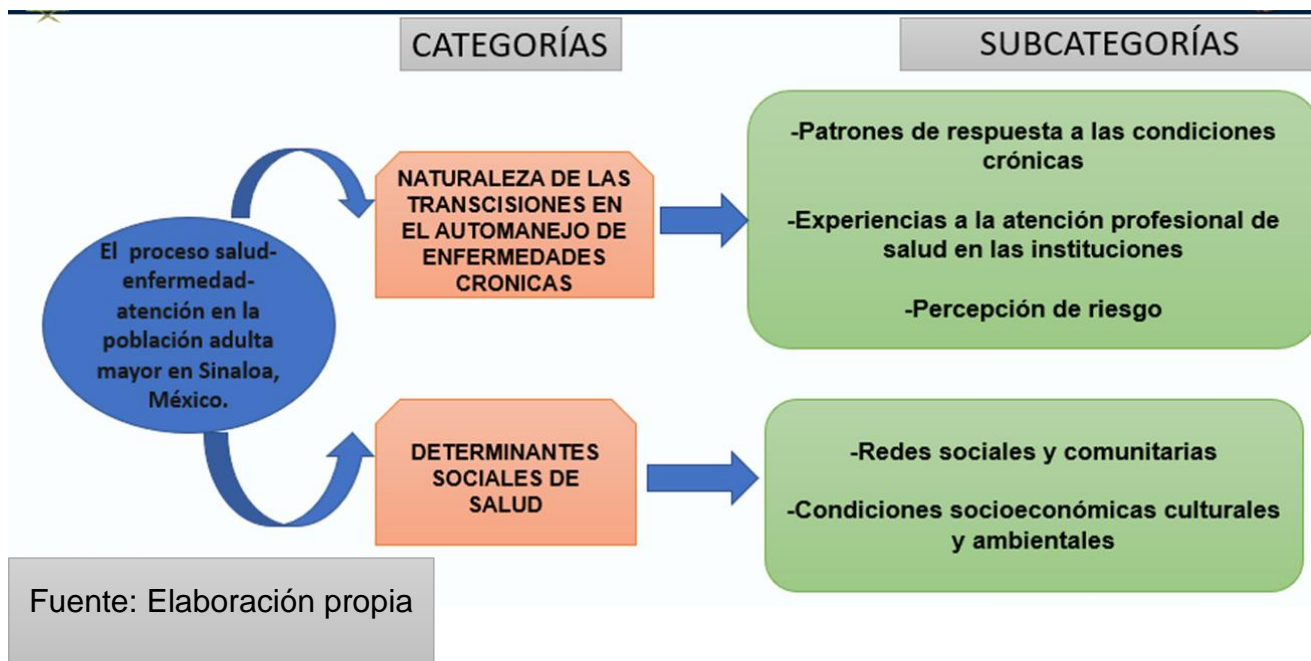 CATEGORÍAS
SUBCATEGORÍAS
El proceso salud-
enfermedad-
atención en la
población adulta
mayor en Sinaloa,
México.
NATURALEZA DE LAS
TRANSCISIONES EN
EL AUTOMANEJO DE
ENFERMEDADES
CRONICAS
-Patrones de respuesta a las condiciones
crónicas
-Experiencias a la atención profesional de
salud en las instituciones
-Percepción de riesgo
DETERMINANTES
SOCIALES DE
SALUD
-Redes sociales y comunitarias
-Condiciones socioeconómicas culturales
y ambientales
Fuente: Elaboración propia